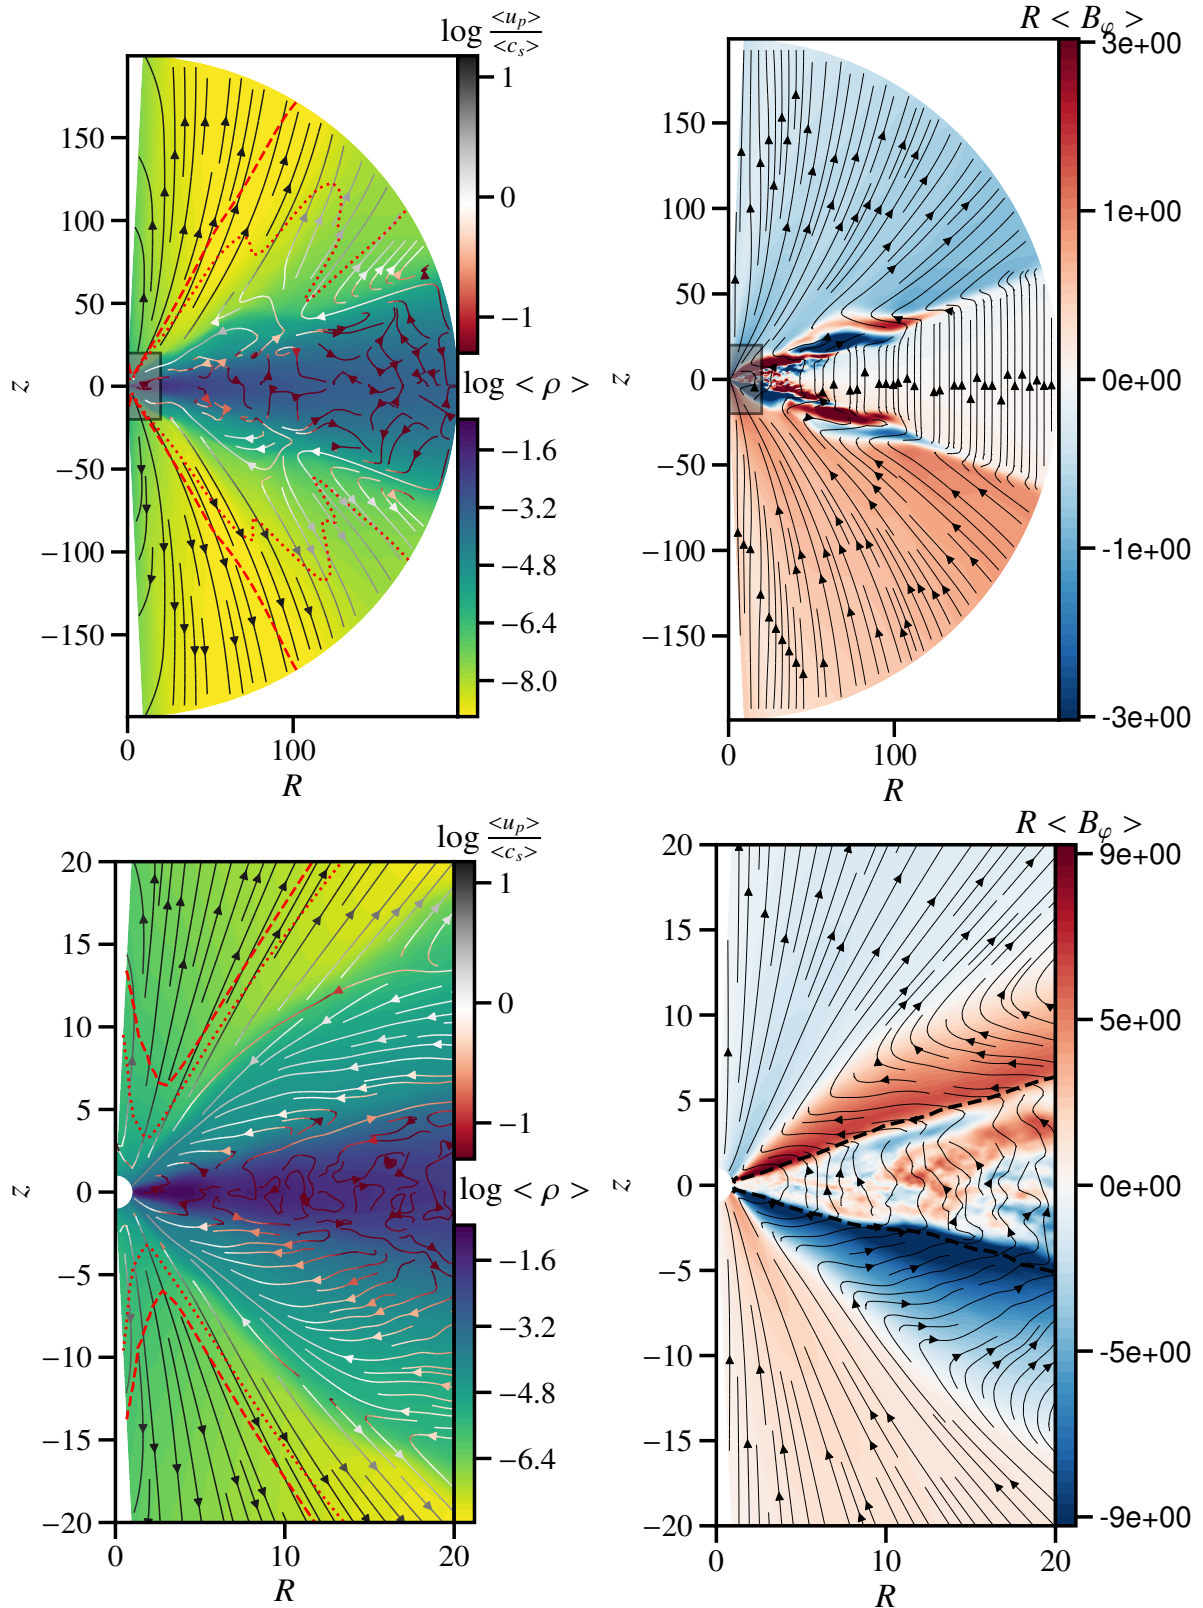 log <u_p>/<c_s>
R < B_φ >
1
0
−1
log < ρ >
−1.6
−3.2
−4.8
−6.4
−8.0
150
100
50
0
−50
−100
−150
z
0
100
R
3e+00
1e+00
0e+00
-1e+00
-3e+00
150
100
50
0
−50
−100
−150
z
0
100
R
log <u_p>/<c_s>
R < B_φ >
1
0
−1
log < ρ >
−1.6
−3.2
−4.8
−6.4
20
15
10
5
0
−5
−10
−15
−20
z
0
10
20
R
9e+00
5e+00
0e+00
-5e+00
-9e+00
20
15
10
5
0
−5
−10
−15
−20
z
0
10
20
R